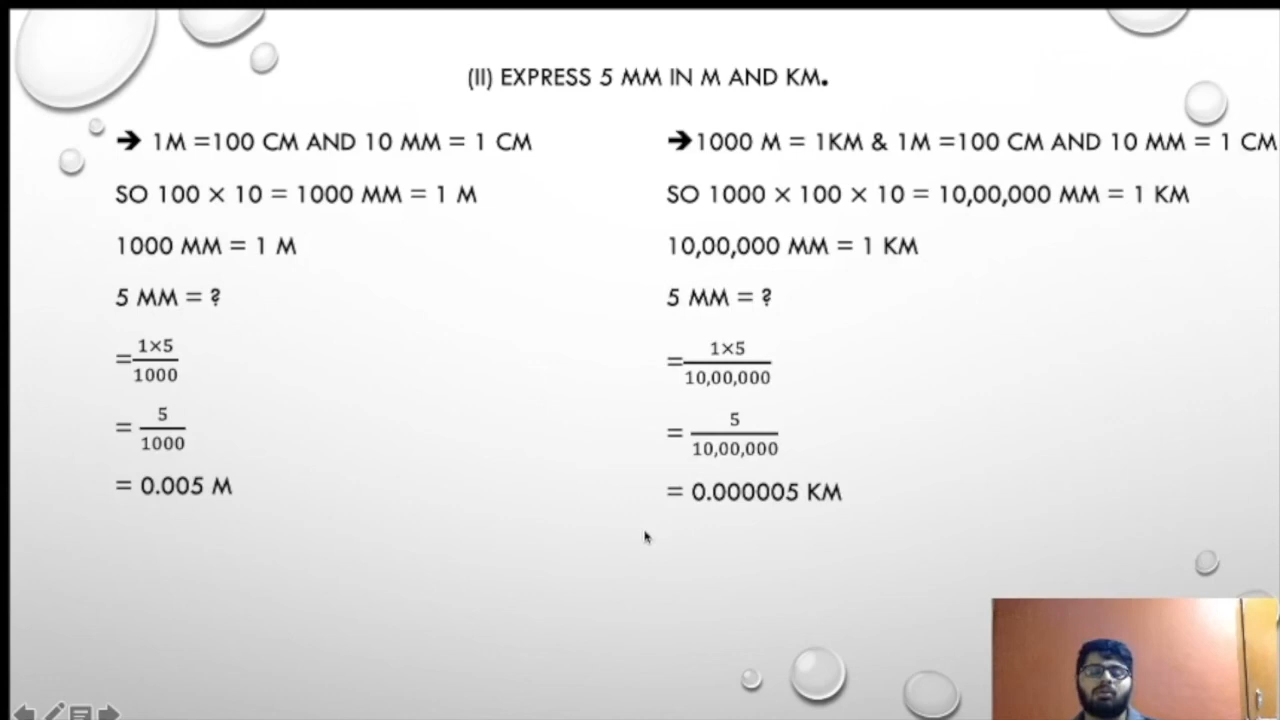 (II) EXPRESS 5 MM IN M AND KM.
➔ 1M =100 CM AND 10 MM = 1 CM
SO 100 × 10 = 1000 MM = 1 M
1000 MM = 1 M
5 MM = ?
=1×5/1000
= 5/1000
= 0.005 M
➔1000 M = 1KM & 1M =100 CM AND 10 MM = 1 CM
SO 1000 × 100 × 10 = 10,00,000 MM = 1 KM
10,00,000 MM = 1 KM
5 MM = ?
=1×5/10,00,000
= 5/10,00,000
= 0.000005 KM